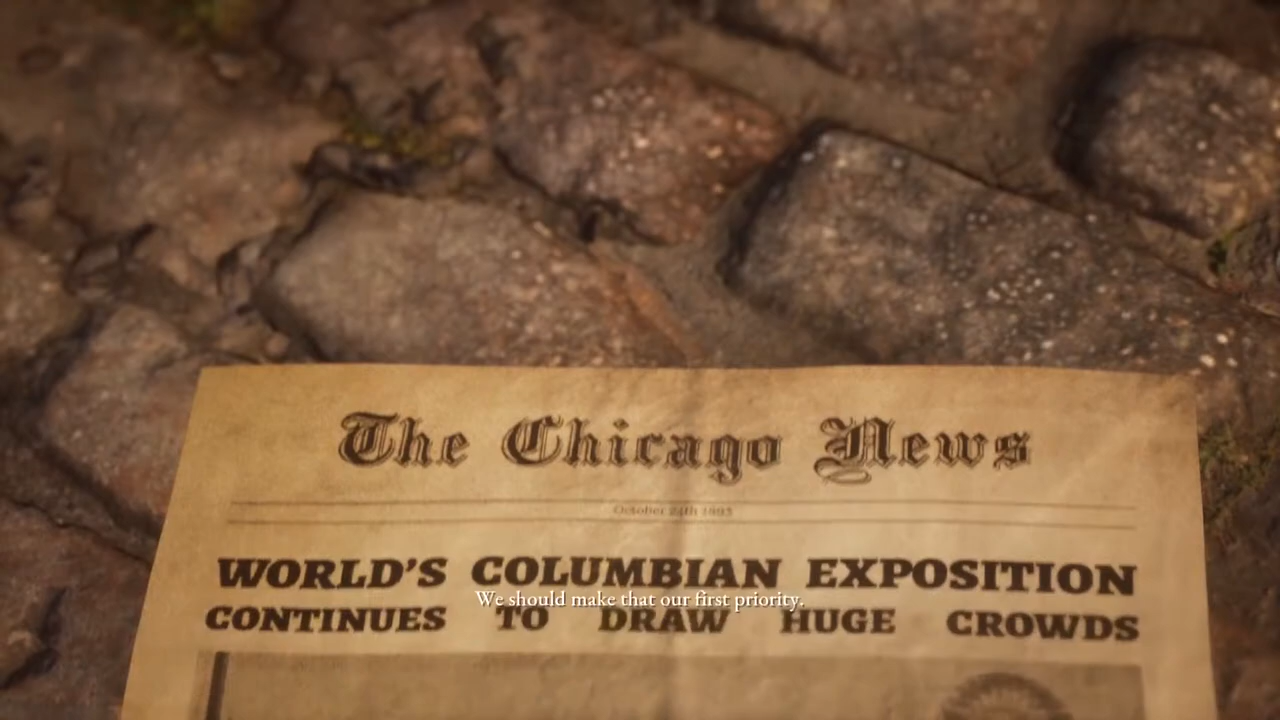 The Chicago News
October 24th 1893
WORLD'S COLUMBIAN EXPOSITION
We should make that our first priority.
CONTINUES TO DRAW HUGE CROWDS